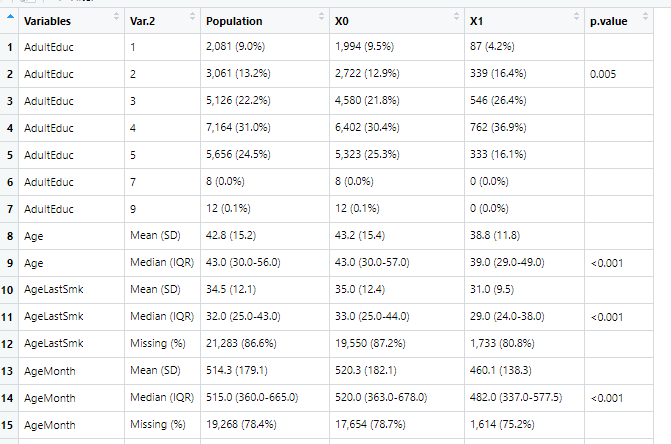 Variables Var.2 Population X0 X1 p.value
1 AdultEduc 1 2,081 (9.0%) 1,994 (9.5%) 87 (4.2%)
2 AdultEduc 2 3,061 (13.2%) 2,722 (12.9%) 339 (16.4%) 0.005
3 AdultEduc 3 5,126 (22.2%) 4,580 (21.8%) 546 (26.4%)
4 AdultEduc 4 7,164 (31.0%) 6,402 (30.4%) 762 (36.9%)
5 AdultEduc 5 5,656 (24.5%) 5,323 (25.3%) 333 (16.1%)
6 AdultEduc 7 8 (0.0%) 8 (0.0%) 0 (0.0%)
7 AdultEduc 9 12 (0.1%) 12 (0.1%) 0 (0.0%)
8 Age Mean (SD) 42.8 (15.2) 43.2 (15.4) 38.8 (11.8)
9 Age Median (IQR) 43.0 (30.0-56.0) 43.0 (30.0-57.0) 39.0 (29.0-49.0) <0.001
10 AgeLastSmk Mean (SD) 34.5 (12.1) 35.0 (12.4) 31.0 (9.5)
11 AgeLastSmk Median (IQR) 32.0 (25.0-43.0) 33.0 (25.0-44.0) 29.0 (24.0-38.0) <0.001
12 AgeLastSmk Missing (%) 21,283 (86.6%) 19,550 (87.2%) 1,733 (80.8%)
13 AgeMonth Mean (SD) 514.3 (179.1) 520.3 (182.1) 460.1 (138.3)
14 AgeMonth Median (IQR) 515.0 (360.0-665.0) 520.0 (363.0-678.0) 482.0 (337.0-577.5) <0.001
15 AgeMonth Missing (%) 19,268 (78.4%) 17,654 (78.7%) 1,614 (75.2%)